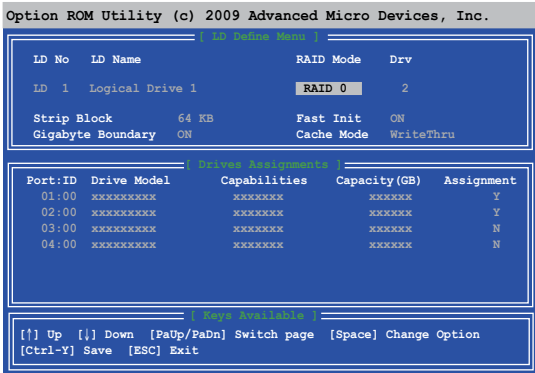 Option ROM Utility (c) 2009 Advanced Micro Devices, Inc.
[ LD Define Menu ]
LD No LD Name RAID Mode Drv
LD 1 Logical Drive 1 RAID 0 2
Strip Block 64 KB Fast Init ON
Gigabyte Boundary ON Cache Mode WriteThru
[ Drives Assignments ]
Port:ID Drive Model Capabilities Capacity(GB) Assignment
01:00 xxxxxxxxx xxxxxxx xxxxxx Y
02:00 xxxxxxxxx xxxxxxx xxxxxx Y
03:00 xxxxxxxxx xxxxxxx xxxxxx N
04:00 xxxxxxxxx xxxxxxx xxxxxx N
[ Keys Available ]
[↑] Up [↓] Down [PaUp/PaDn] Switch page [Space] Change Option
[Ctrl-Y] Save [ESC] Exit